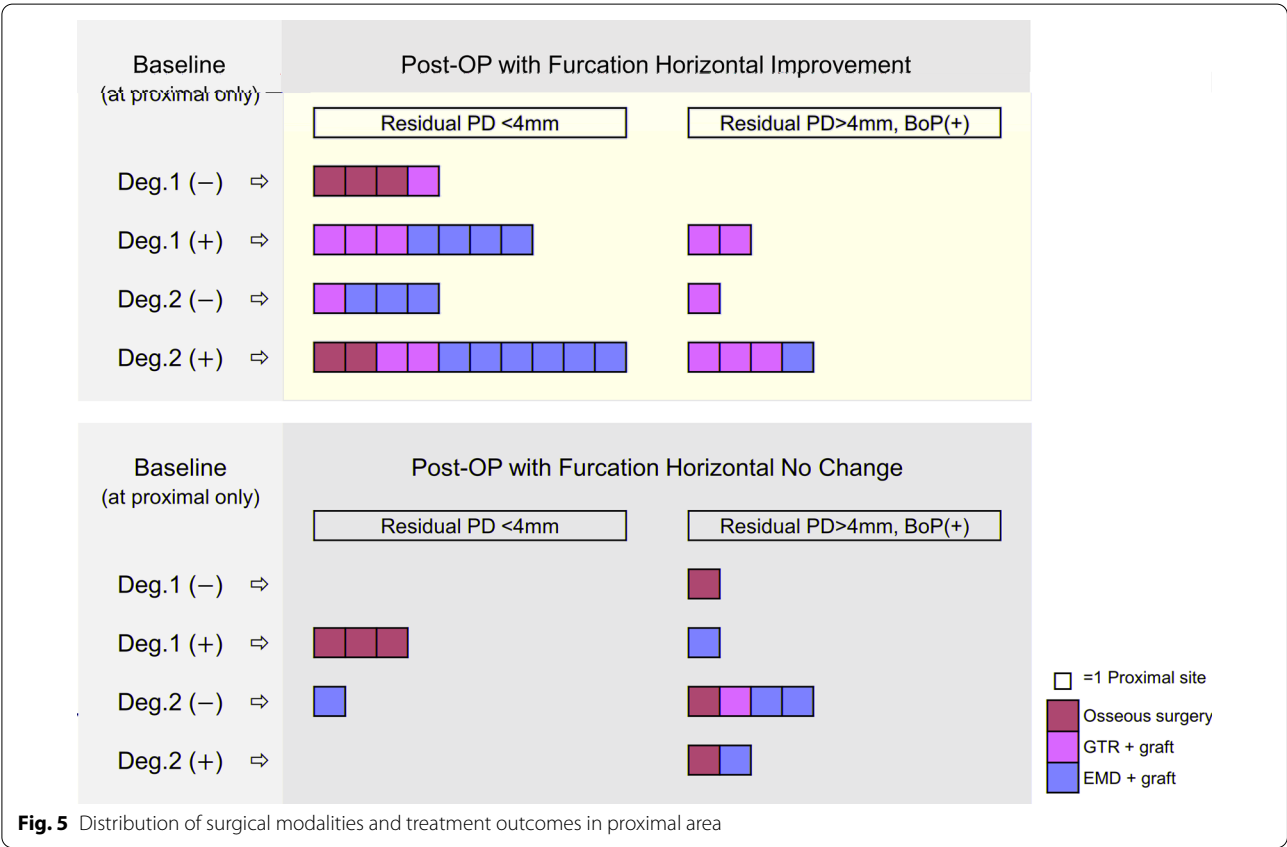 Baseline
(at proximal only)
Post-OP with Furcation Horizontal Improvement
Residual PD <4mm
Residual PD>4mm, BoP(+)
Deg.1 (−) ⇨
Deg.1 (+) ⇨
Deg.2 (−) ⇨
Deg.2 (+) ⇨
Baseline
(at proximal only)
Post-OP with Furcation Horizontal No Change
Residual PD <4mm
Residual PD>4mm, BoP(+)
Deg.1 (−) ⇨
Deg.1 (+) ⇨
Deg.2 (−) ⇨
Deg.2 (+) ⇨
=1 Proximal site
Osseous surgery
GTR + graft
EMD + graft
Fig. 5 Distribution of surgical modalities and treatment outcomes in proximal area